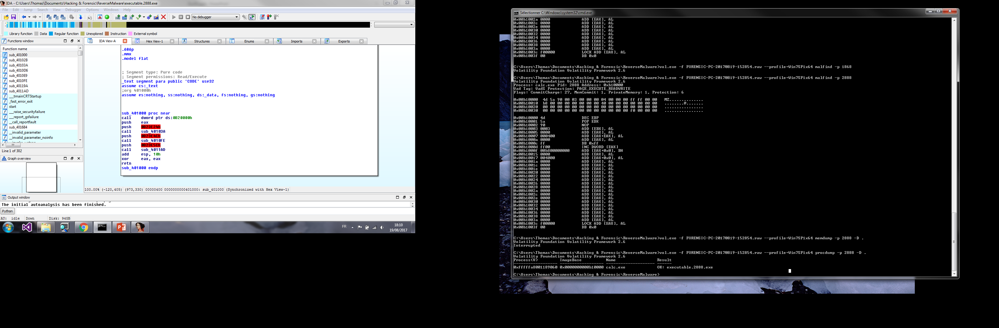 IDA - C:\Users\Thomas\Documents\Hacking & Forensic\ReverseMalware\executable.2888.exe
File Edit Jump Search View Debugger Options Windows Help
No debugger
Library function Data Regular function Unexplored Instruction External symbol
Functions window
IDA View-A Hex View-1 Structures Enums Imports Exports
Function name
sub_401000
sub_40102B
sub_40103A
sub_4010D6
sub_4010E9
sub_4010FE
sub_40119A
sub_4011AD
___tmainCRTStartup
_fast_error_exit
start
___raise_securityfailure
___report_gsfailure
__call_reportfault
sub_401684
__invalid_parameter
__invalid_parameter_noinfo
Line 1 of 302
Graph overview
.686p
.mmx
.model flat
; Segment type: Pure code
; Segment permissions: Read/Execute
_text segment para public 'CODE' use32
assume cs:_text
;org 401000h
assume es:nothing, ss:nothing, ds:_data, fs:nothing, gs:nothing
sub_401000 proc near
call dword ptr ds:0B20000h
push eax
push 0B23E24h
call sub_40103A
push 0B23E4Ch
call sub_4010FE
push 0B23E5Ch
call sub_4011AD
add esp, 10h
xor eax, eax
retn
sub_401000 endp
100.00% (-120,405) (973,330) 00000400 0000000000401000: sub_401000 (Synchronized with Hex View-1)
Output window
The initial autoanalysis has been finished.
Python
AU: idle Down Disk: 94GB
FR
18:10
19/08/2017
Sélectionner C:\Windows\system32\cmd.exe
0x00b1002a 0000 ADD [EAX], AL
0x00b1002c 0000 ADD [EAX], AL
0x00b1002e 0000 ADD [EAX], AL
0x00b10030 0000 ADD [EAX], AL
0x00b10032 0000 ADD [EAX], AL
0x00b10034 0000 ADD [EAX], AL
0x00b10036 0000 ADD [EAX], AL
0x00b10038 0000 ADD [EAX], AL
0x00b1003a 0000 ADD [EAX], AL
0x00b1003c f00000 LOCK ADD [EAX], AL
0x00b1003f 00 DB 0x0
C:\Users\Thomas\Documents\Hacking & Forensic\ReverseMalware>vol.exe -f FORENSIC-PC-20170819-152854.raw --profile=Win7SP1x64 malfind -p 1868
Volatility Foundation Volatility Framework 2.6
C:\Users\Thomas\Documents\Hacking & Forensic\ReverseMalware>vol.exe -f FORENSIC-PC-20170819-152854.raw --profile=Win7SP1x64 malfind -p 2888
Volatility Foundation Volatility Framework 2.6
Process: calc.exe Pid: 2888 Address: 0xb10000
Vad Tag: VadS Protection: PAGE_EXECUTE_READWRITE
Flags: CommitCharge: 27, MemCommit: 1, PrivateMemory: 1, Protection: 6
0x00b10000 4d 5a 90 00 03 00 00 00 04 00 00 00 ff ff 00 00 MZ..............
0x00b10010 b8 00 00 00 00 00 00 00 40 00 00 00 00 00 00 00 ........@.......
0x00b10020 00 00 00 00 00 00 00 00 00 00 00 00 00 00 00 00 ................
0x00b10030 00 00 00 00 00 00 00 00 00 00 00 00 f0 00 00 00 ................
0x00b10000 4d DEC EBP
0x00b10001 5a POP EDX
0x00b10002 90 NOP
0x00b10003 0003 ADD [EBX], AL
0x00b10005 0000 ADD [EAX], AL
0x00b10007 000400 ADD [EAX+EAX], AL
0x00b1000a 0000 ADD [EAX], AL
0x00b1000c ff DB 0xff
0x00b1000d ff00 INC DWORD [EAX]
0x00b1000f 00b800000000 ADD [EAX+0x0], BH
0x00b10015 0000 ADD [EAX], AL
0x00b10017 004000 ADD [EAX+0x0], AL
0x00b1001a 0000 ADD [EAX], AL
0x00b1001c 0000 ADD [EAX], AL
0x00b1001e 0000 ADD [EAX], AL
0x00b10020 0000 ADD [EAX], AL
0x00b10022 0000 ADD [EAX], AL
0x00b10024 0000 ADD [EAX], AL
0x00b10026 0000 ADD [EAX], AL
0x00b10028 0000 ADD [EAX], AL
0x00b1002a 0000 ADD [EAX], AL
0x00b1002c 0000 ADD [EAX], AL
0x00b1002e 0000 ADD [EAX], AL
0x00b10030 0000 ADD [EAX], AL
0x00b10032 0000 ADD [EAX], AL
0x00b10034 0000 ADD [EAX], AL
0x00b10036 0000 ADD [EAX], AL
0x00b10038 0000 ADD [EAX], AL
0x00b1003a 0000 ADD [EAX], AL
0x00b1003c f00000 LOCK ADD [EAX], AL
0x00b1003f 00 DB 0x0
C:\Users\Thomas\Documents\Hacking & Forensic\ReverseMalware>vol.exe -f FORENSIC-PC-20170819-152854.raw --profile=Win7SP1x64 memdump -p 2888 -D .
Volatility Foundation Volatility Framework 2.6
Interrupted
C:\Users\Thomas\Documents\Hacking & Forensic\ReverseMalware>vol.exe -f FORENSIC-PC-20170819-152854.raw --profile=Win7SP1x64 procdump -p 2888 -D .
Volatility Foundation Volatility Framework 2.6
Process(V) ImageBase Name Result
------------------ ------------------ -------------------- ------
0xfffffa8001189060 0x0000000000b10000 calc.exe OK: executable.2888.exe
C:\Users\Thomas\Documents\Hacking & Forensic\ReverseMalware>